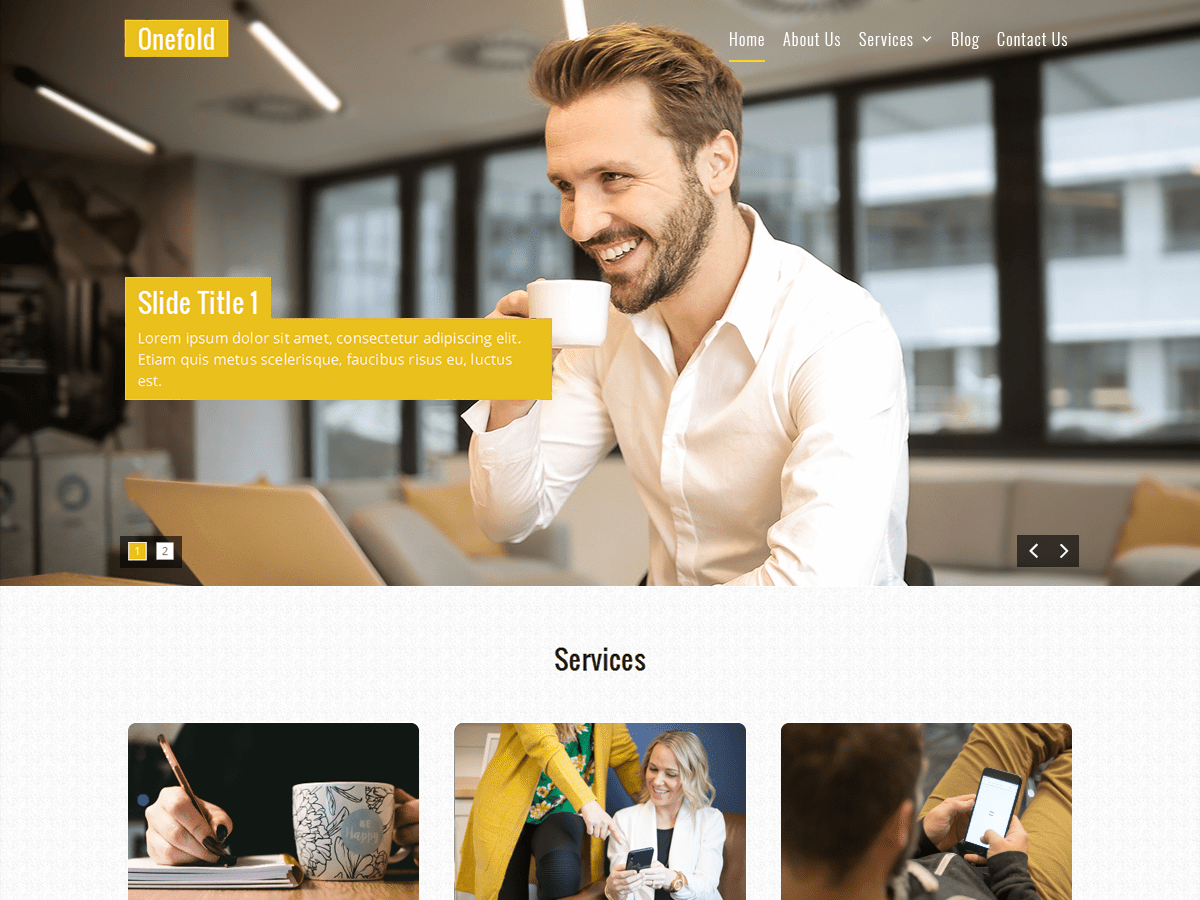 Onefold
Home About Us Services Blog Contact Us
Slide Title 1
Lorem ipsum dolor sit amet, consectetur adipiscing elit.
Etiam quis metus scelerisque, faucibus risus eu, luctus
est.
1 2
Services
BE
Happy